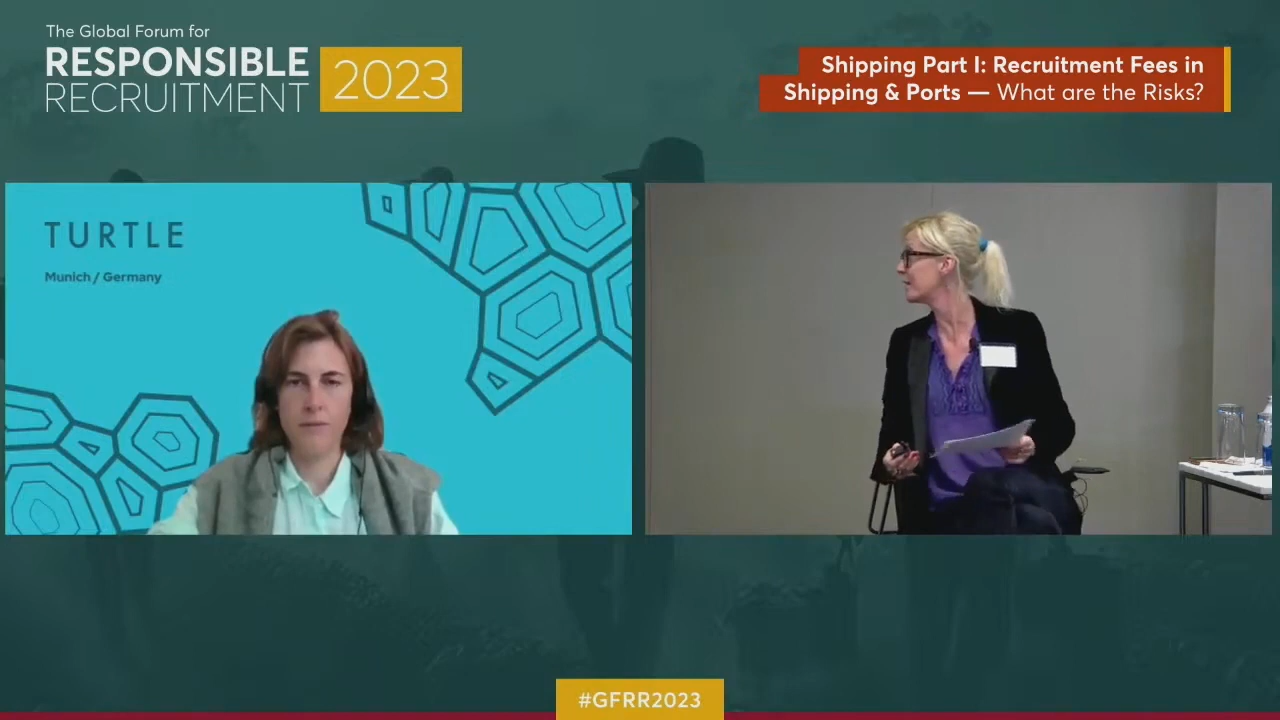 The Global Forum for
RESPONSIBLE
RECRUITMENT
2023
Shipping Part I: Recruitment Fees in
Shipping & Ports — What are the Risks?
TURTLE
Munich / Germany
#GFRR2023